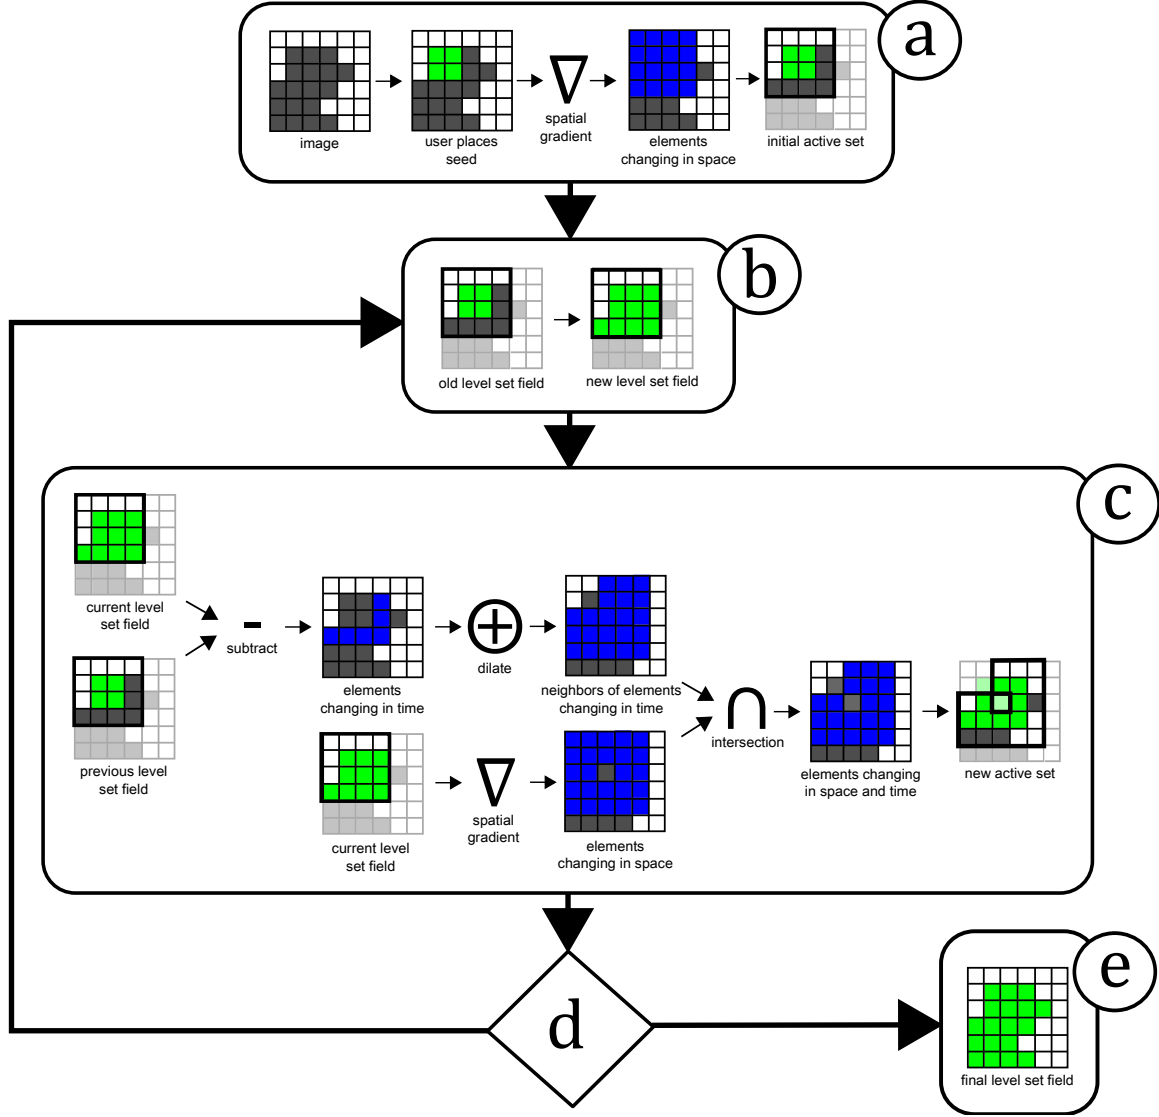 a
image
user places
seed
spatial
gradient
elements
changing in space
initial active set
b
old level set field
new level set field
c
current level
set field
previous level
set field
subtract
elements
changing in time
dilate
neighbors of elements
changing in time
current level
set field
spatial
gradient
elements
changing in space
intersection
elements changing
in space and time
new active set
d
e
final level set field